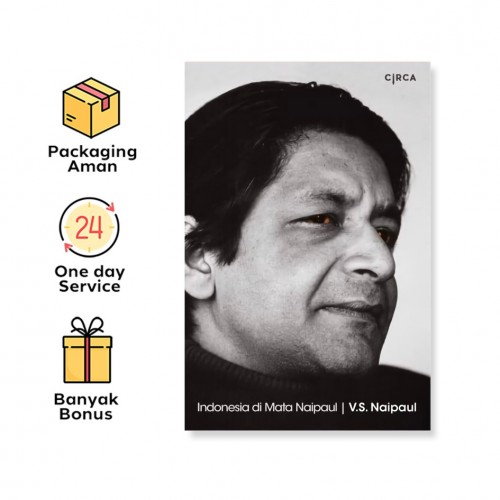 CIRCA
Packaging
Aman
24
One day
Service
Banyak
Bonus
Indonesia di Mata Naipaul | V.S. Naipaul